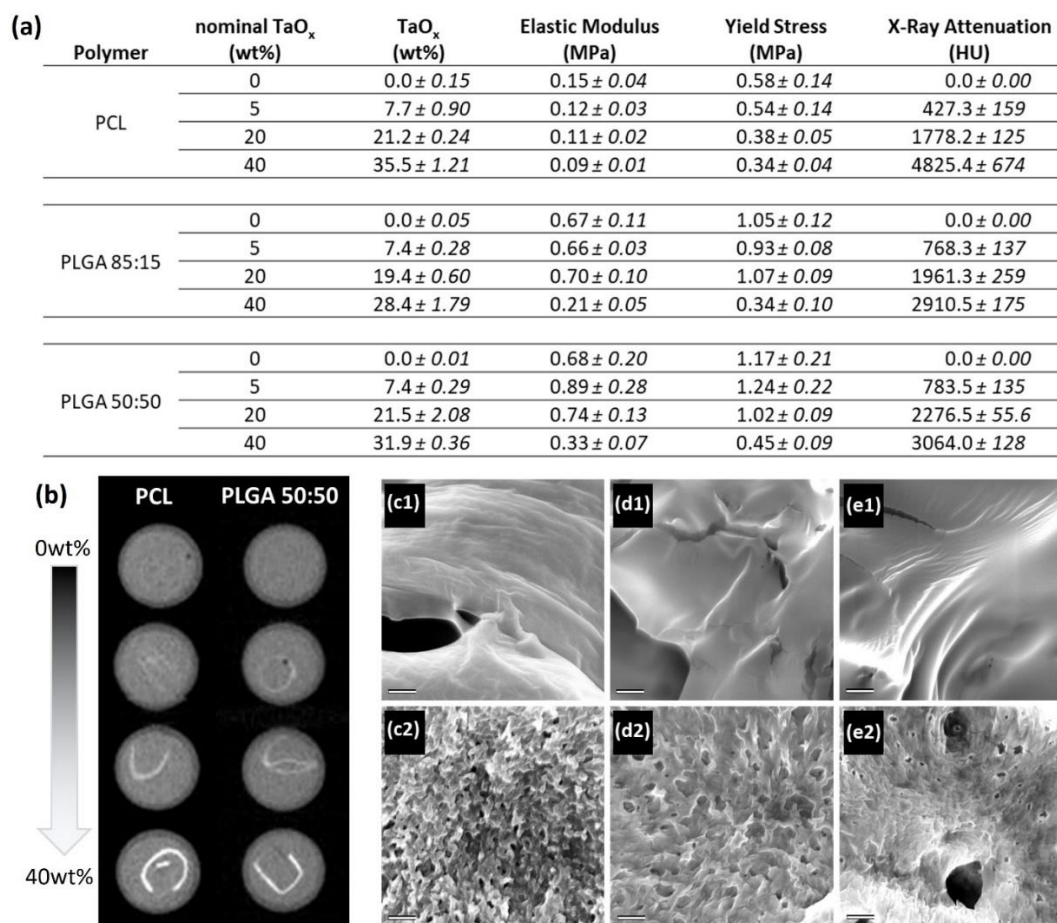 (a)
Polymer nominal TaOx (wt%) TaOx (wt%) Elastic Modulus (MPa) Yield Stress (MPa) X-Ray Attenuation (HU)
PCL
0 0.0 ± 0.15 0.15 ± 0.04 0.58 ± 0.14 0.0 ± 0.00
5 7.7 ± 0.90 0.12 ± 0.03 0.54 ± 0.14 427.3 ± 159
20 21.2 ± 0.24 0.11 ± 0.02 0.38 ± 0.05 1778.2 ± 125
40 35.5 ± 1.21 0.09 ± 0.01 0.34 ± 0.04 4825.4 ± 674
PLGA 85:15
0 0.0 ± 0.05 0.67 ± 0.11 1.05 ± 0.12 0.0 ± 0.00
5 7.4 ± 0.28 0.66 ± 0.03 0.93 ± 0.08 768.3 ± 137
20 19.4 ± 0.60 0.70 ± 0.10 1.07 ± 0.09 1961.3 ± 259
40 28.4 ± 1.79 0.21 ± 0.05 0.34 ± 0.10 2910.5 ± 175
PLGA 50:50
0 0.0 ± 0.01 0.68 ± 0.20 1.17 ± 0.21 0.0 ± 0.00
5 7.4 ± 0.29 0.89 ± 0.28 1.24 ± 0.22 783.5 ± 135
20 21.5 ± 2.08 0.74 ± 0.13 1.02 ± 0.09 2276.5 ± 55.6
40 31.9 ± 0.36 0.33 ± 0.07 0.45 ± 0.09 3064.0 ± 128
(b)
PCL PLGA 50:50
0wt%
40wt%
(c1) (d1) (e1)
(c2) (d2) (e2)